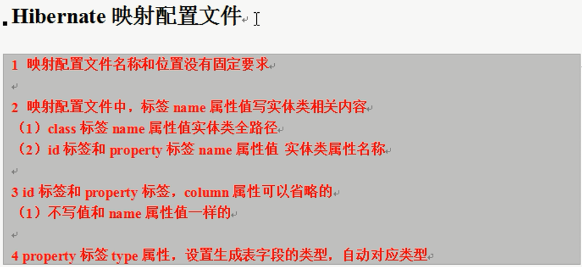 Hibernate 映射配置文件
1 映射配置文件名称和位置没有固定要求
2 映射配置文件中，标签 name 属性值写实体类相关内容
（1）class 标签 name 属性值实体类全路径
（2）id 标签和 property 标签 name 属性值 实体类属性名称
3 id 标签和 property 标签，column 属性可以省略的
（1）不写值和 name 属性值一样的
4 property 标签 type 属性，设置生成表字段的类型，自动对应类型